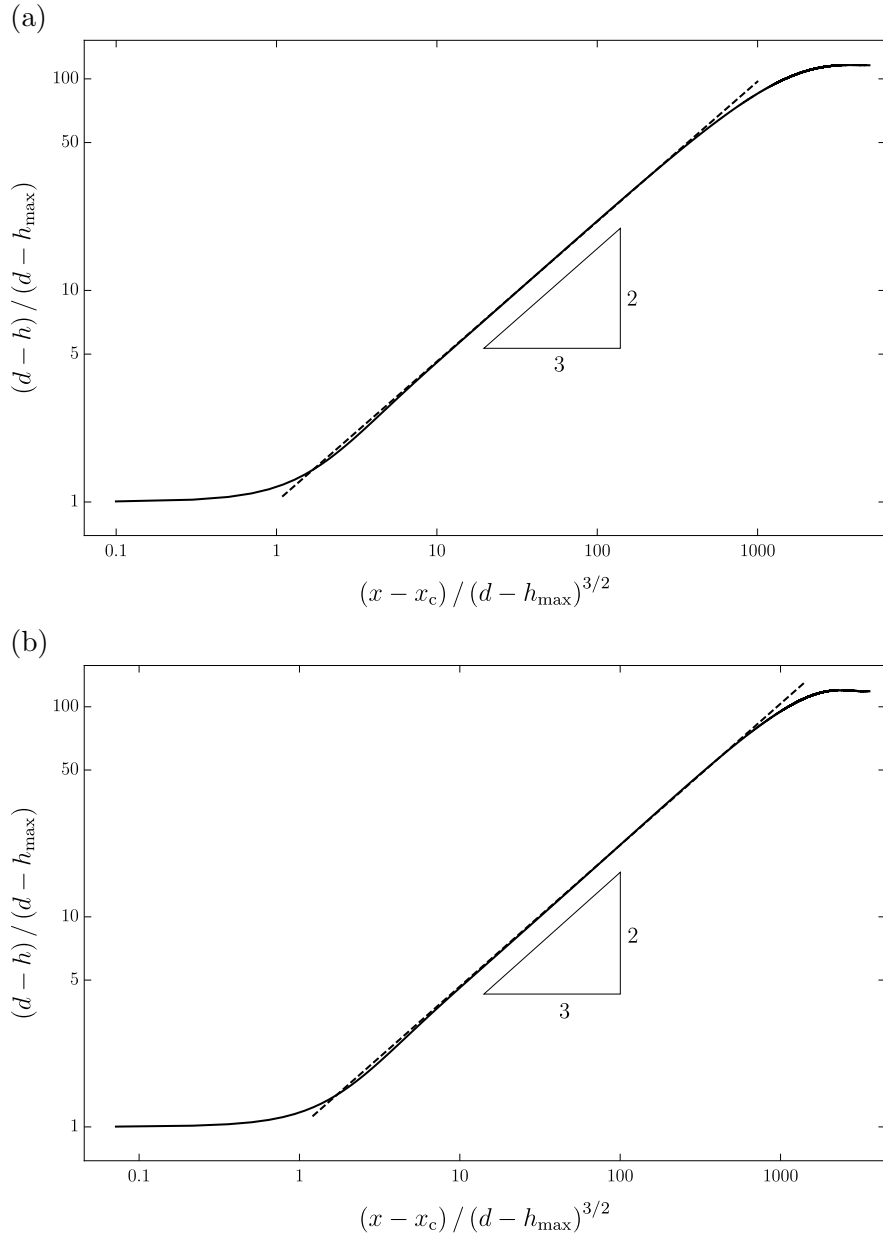 (a)
100
50
10
5
1
(d − h) / (d − h_max)
2
3
0.1 1 10 100 1000
(x − x_c) / (d − h_max)^{3/2}
(b)
100
50
10
5
1
(d − h) / (d − h_max)
2
3
0.1 1 10 100 1000
(x − x_c) / (d − h_max)^{3/2}